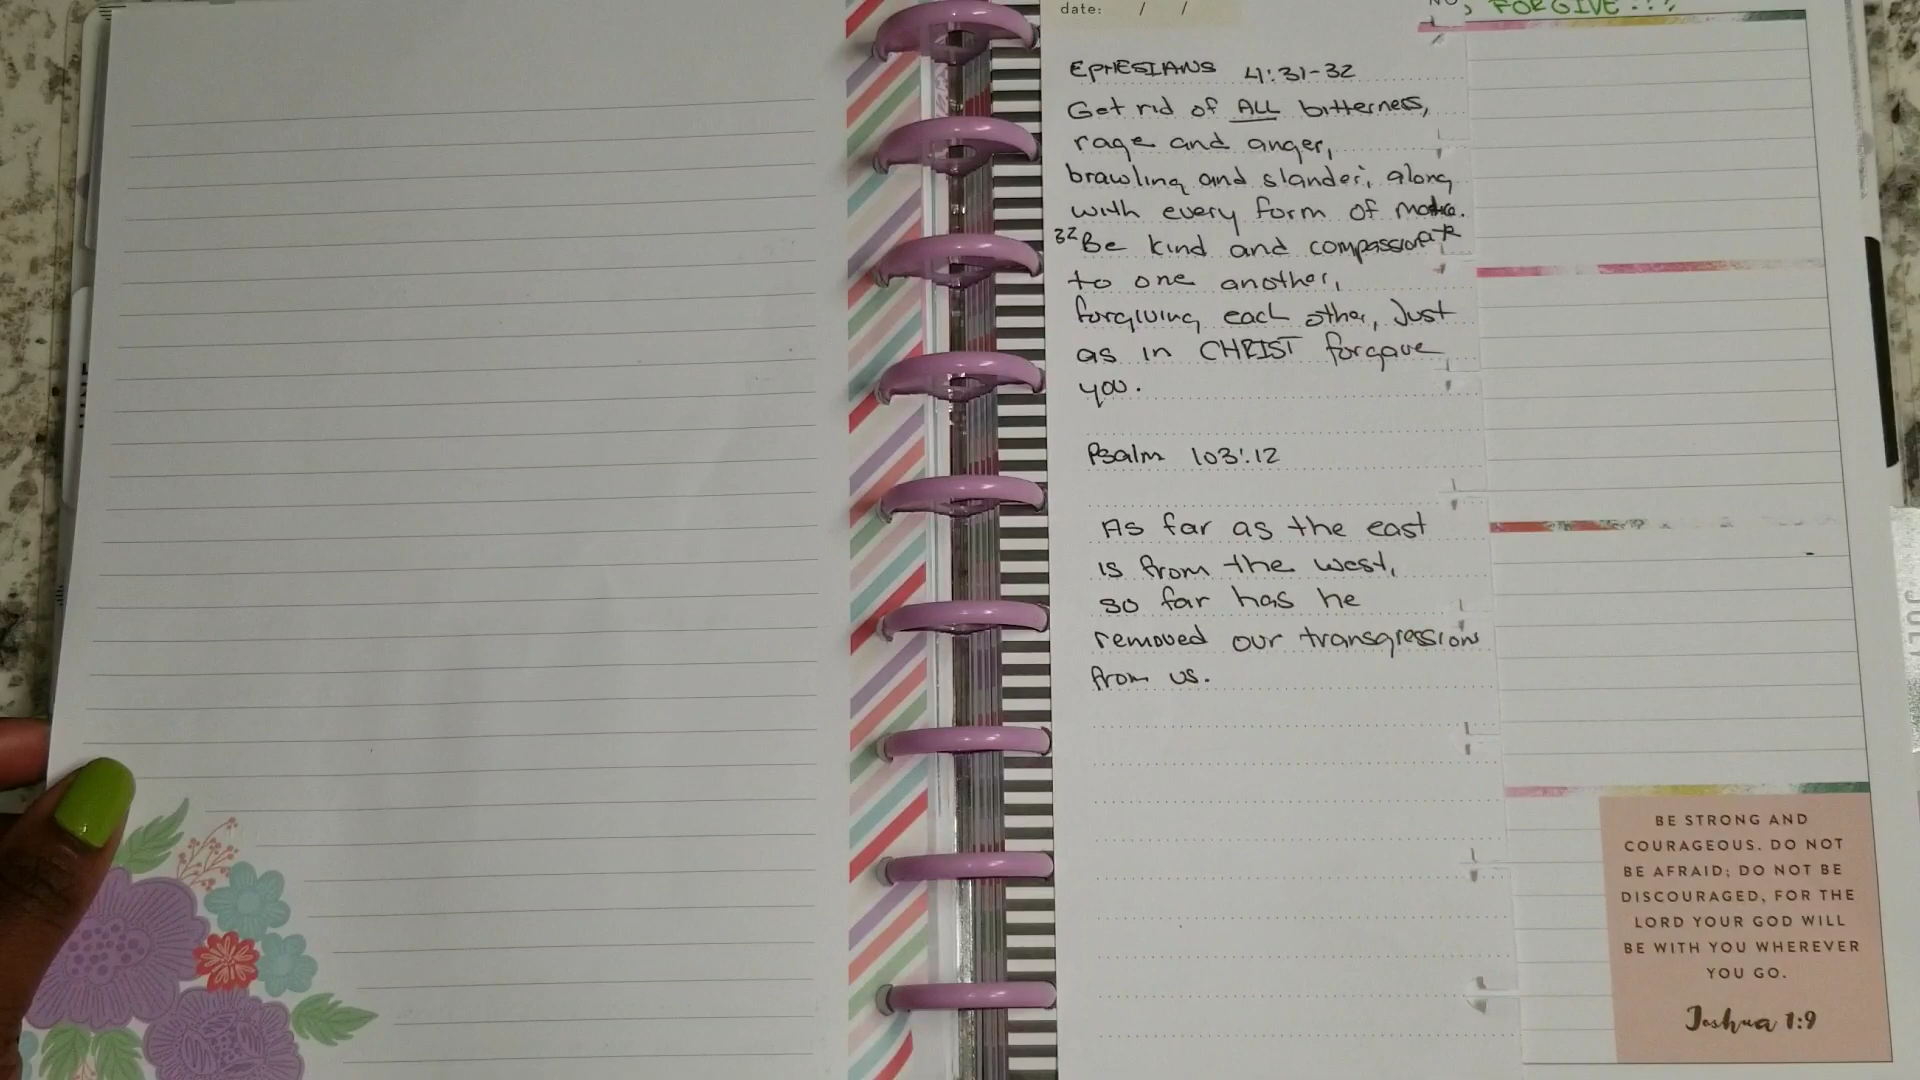 date: / /
FORGIVE!!!
EPHESIANS 4:31-32
Get rid of ALL bitterness,
rage and anger,
brawling and slander, along
with every form of
32 Be kind and compassionate
to one another,
forgiving each other, Just
as in CHRIST forgave
you.
Psalm 103:12
As far as the east
is from the west,
so far has he
removed our transgressions
from us.
BE STRONG AND
COURAGEOUS. DO NOT
BE AFRAID; DO NOT BE
DISCOURAGED, FOR THE
LORD YOUR GOD WILL
BE WITH YOU WHEREVER
YOU GO.
Joshua 1:9